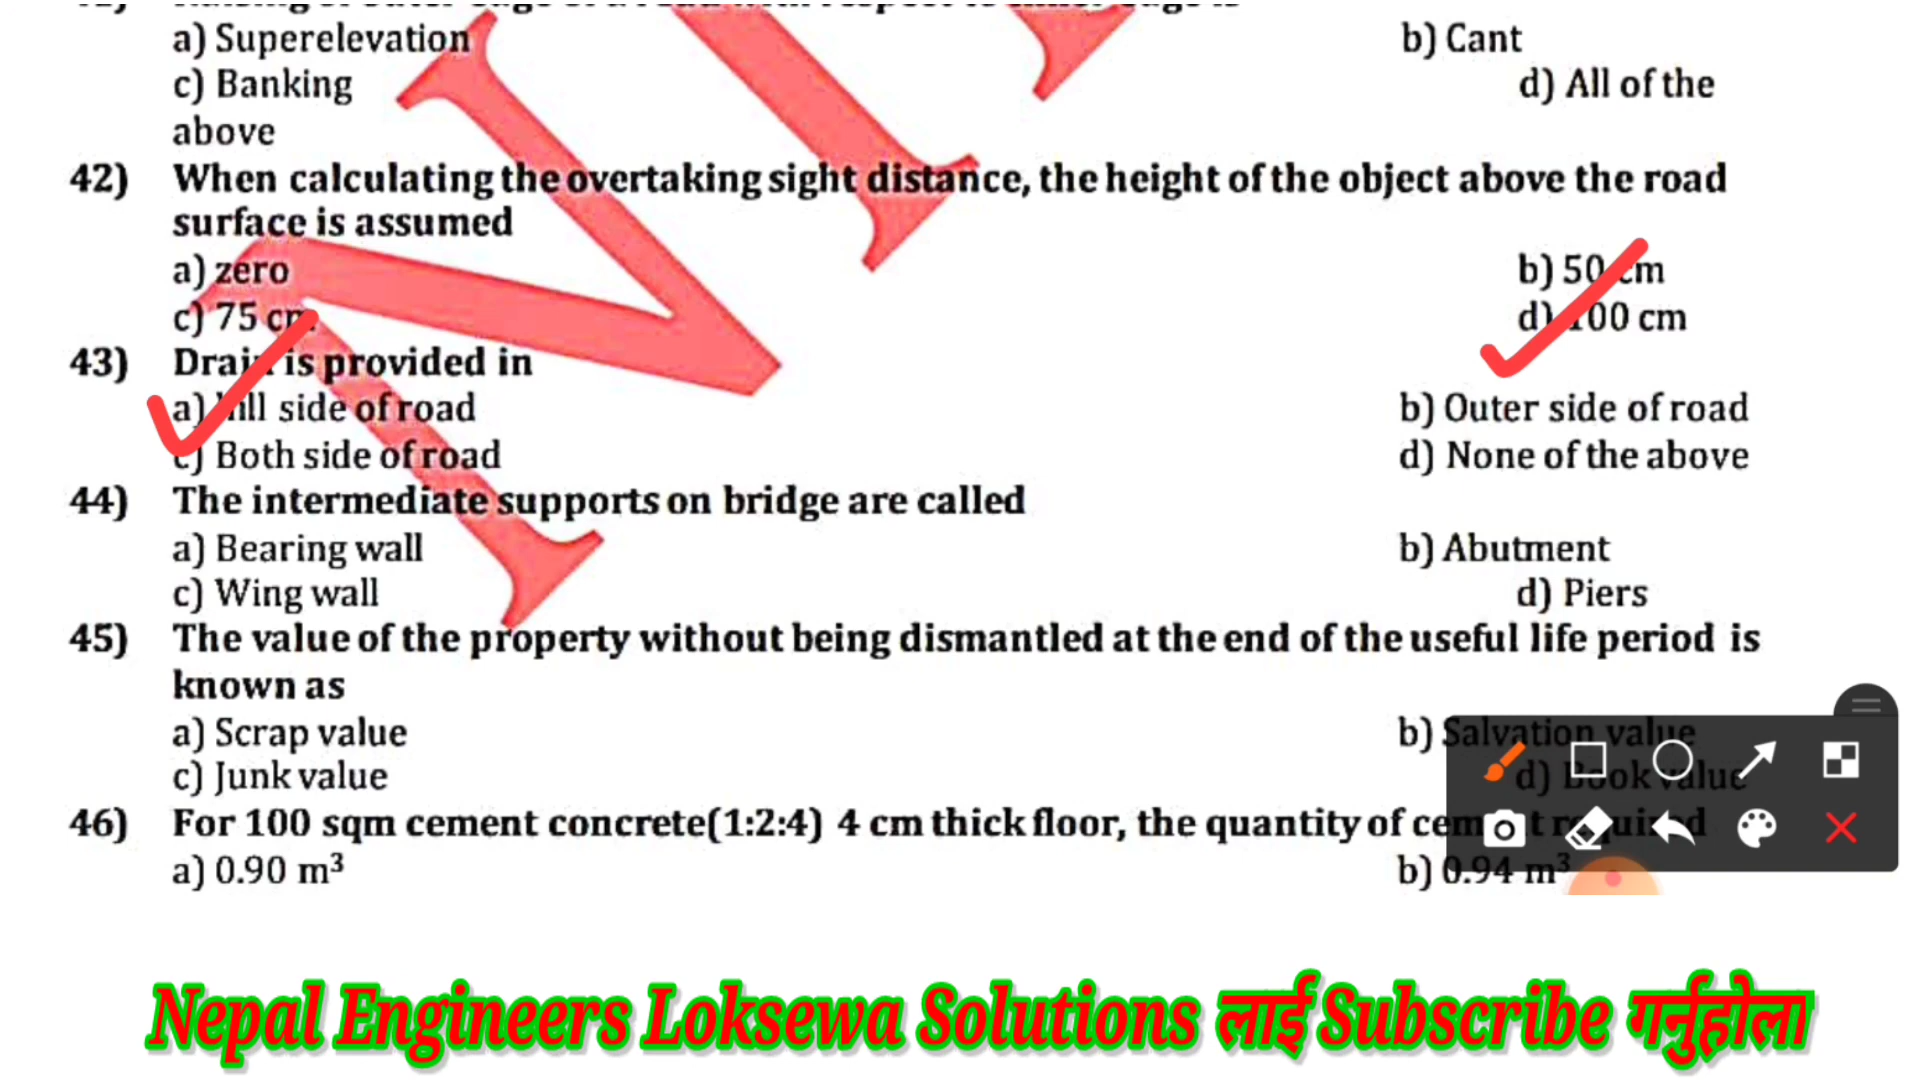 a) Superelevation b) Cant
c) Banking d) All of the
above
42) When calculating the overtaking sight distance, the height of the object above the road
surface is assumed
a) zero b) 50 cm
c) 75 cm d) 100 cm
43) Drain is provided in
a) hill side of road b) Outer side of road
c) Both side of road d) None of the above
44) The intermediate supports on bridge are called
a) Bearing wall b) Abutment
c) Wing wall d) Piers
45) The value of the property without being dismantled at the end of the useful life period is
known as
a) Scrap value b) Salvation value
c) Junk value d) Book value
46) For 100 sqm cement concrete(1:2:4) 4 cm thick floor, the quantity of cement required
a) 0.90 m³ b) 0.94 m³
Nepal Engineers Loksewa Solutions लाई Subscribe गर्नुहोला